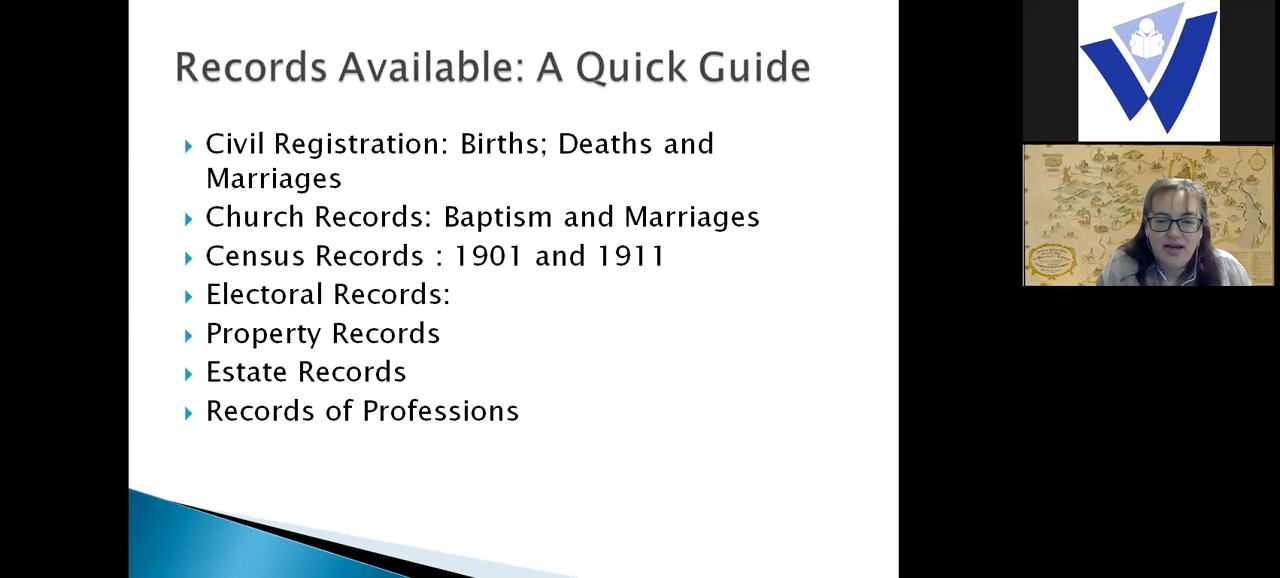 Records Available: A Quick Guide
Civil Registration: Births; Deaths and
Marriages
Church Records: Baptism and Marriages
Census Records : 1901 and 1911
Electoral Records:
Property Records
Estate Records
Records of Professions